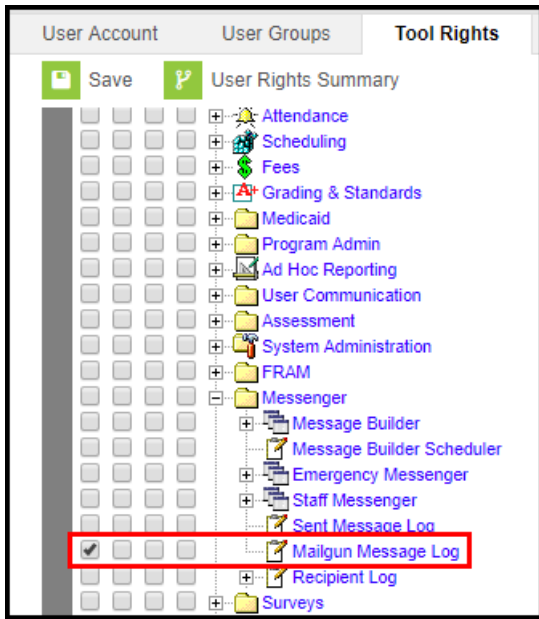 User Account User Groups Tool Rights
Save User Rights Summary
Attendance
Scheduling
Fees
Grading & Standards
Medicaid
Program Admin
Ad Hoc Reporting
User Communication
Assessment
System Administration
FRAM
Messenger
Message Builder
Message Builder Scheduler
Emergency Messenger
Staff Messenger
Sent Message Log
Mailgun Message Log
Recipient Log
Surveys